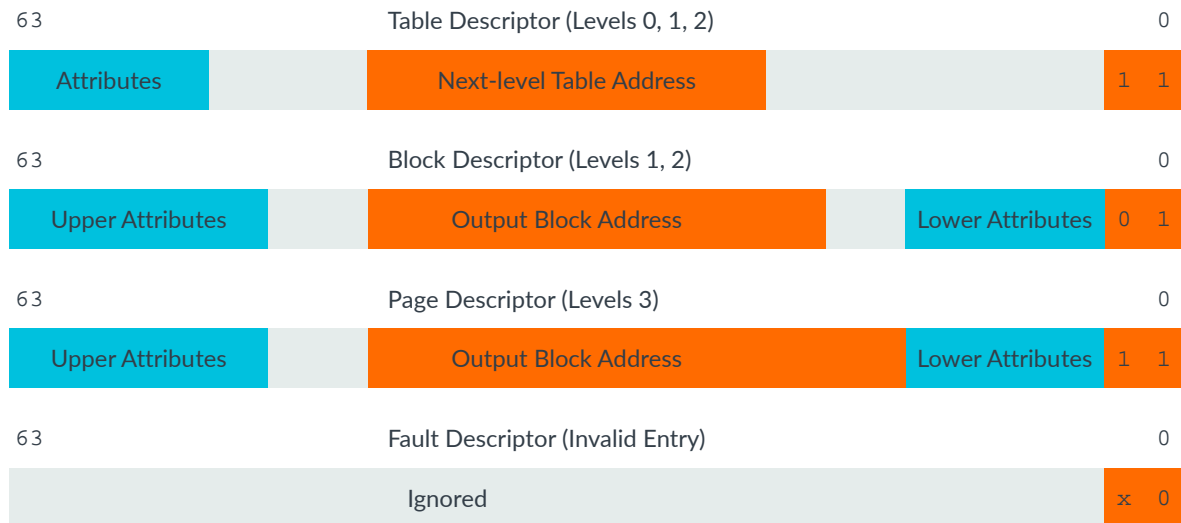 63 Table Descriptor (Levels 0, 1, 2) 0
Attributes Next-level Table Address 1 1
63 Block Descriptor (Levels 1, 2) 0
Upper Attributes Output Block Address Lower Attributes 0 1
63 Page Descriptor (Levels 3) 0
Upper Attributes Output Block Address Lower Attributes 1 1
63 Fault Descriptor (Invalid Entry) 0
Ignored x 0